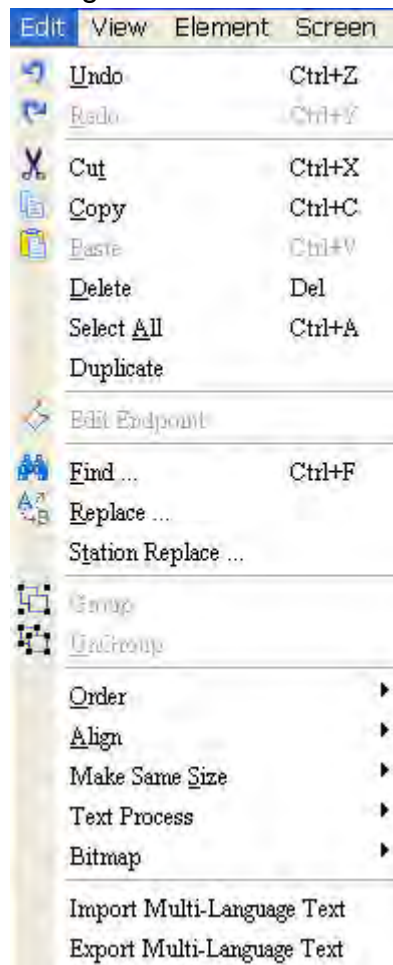 Edit View Element Screen
Undo Ctrl+Z
Redo Ctrl+Y
Cut Ctrl+X
Copy Ctrl+C
Paste Ctrl+V
Delete Del
Select All Ctrl+A
Duplicate
Edit Endpoint
Find ... Ctrl+F
Replace ...
Station Replace ...
Group
UnGroup
Order
Align
Make Same Size
Text Process
Bitmap
Import Multi-Language Text
Export Multi-Language Text